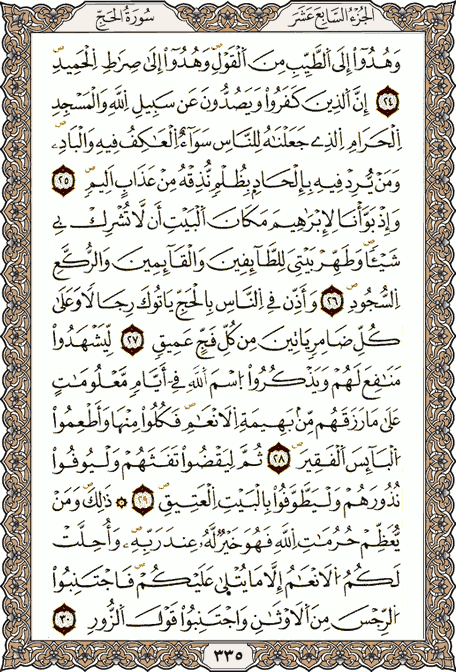 الجزء السابع عشر
سورة الحج
وَهُدُوٓاْ إِلَى ٱلطَّيِّبِ مِنَ ٱلْقَوْلِ وَهُدُوٓاْ إِلَىٰ صِرَٰطِ ٱلْحَمِيدِ
٢٤ إِنَّ ٱلَّذِينَ كَفَرُواْ وَيَصُدُّونَ عَن سَبِيلِ ٱللَّهِ وَٱلْمَسْجِدِ
ٱلْحَرَامِ ٱلَّذِے جَعَلْنَٰهُ لِلنَّاسِ سَوَآءٌ ٱلْعَٰكِفُ فِيهِ وَٱلْبَادِۦ
وَمَنْ يُّرِدْ فِيهِ بِإِلْحَادِۭ بِظُلْمٍ نُّذِقْهُ مِنْ عَذَابٍ اَلِيمٍ ٢٥
وَإِذْ بَوَّأْنَا لِإِبْرَٰهِيمَ مَكَانَ ٱلْبَيْتِ أَن لَّا تُشْرِكْ بِے
شَيْـٔاً وَطَهِّرْ بَيْتِيَ لِلطَّآئِفِينَ وَٱلْقَآئِمِينَ وَٱلرُّكَّعِ
ٱلسُّجُودِ ٢٦ وَأَذِّن فِے ٱلنَّاسِ بِٱلْحَجِّ يَاتُوكَ رِجَالاً وَعَلَىٰ
كُلِّ ضَامِرٍ يَاتِينَ مِن كُلِّ فَجٍّ عَمِيقٍ ٢٧ لِّيَشْهَدُواْ
مَنَٰفِعَ لَهُمْ وَيَذْكُرُواْ اُ۪سْمَ ٱللَّهِ فِےٓ أَيَّامٍ مَّعْلُومَٰتٍ
عَلَىٰ مَا رَزَقَهُم مِّنۢ بَهِيمَةِ ٱلْأَنْعَٰمِ فَكُلُواْ مِنْهَا وَأَطْعِمُواْ
ٱلْبَآئِسَ ٱلْفَقِيرَ ٢٨ ثُمَّ لِيَقْضُواْ تَفَثَهُمْ وَلْيُوفُواْ
نُذُورَهُمْ وَلْيَطَّوَّفُواْ بِٱلْبَيْتِ ٱلْعَتِيقِ ٢٩ ذَٰلِكَ وَمَنْ
يُّعَظِّمْ حُرُمَٰتِ ٱللَّهِ فَهُوَ خَيْرٌ لَّهُۥ عِندَ رَبِّهِۦ وَأُحِلَّتْ
لَكُمُ ٱلْأَنْعَٰمُ إِلَّا مَا يُتْلَىٰ عَلَيْكُمْ فَٱجْتَنِبُواْ
ٱلرِّجْسَ مِنَ ٱلْأَوْثَٰنِ وَٱجْتَنِبُواْ قَوْلَ ٱلزُّورِ ٣٠
٣٣٥